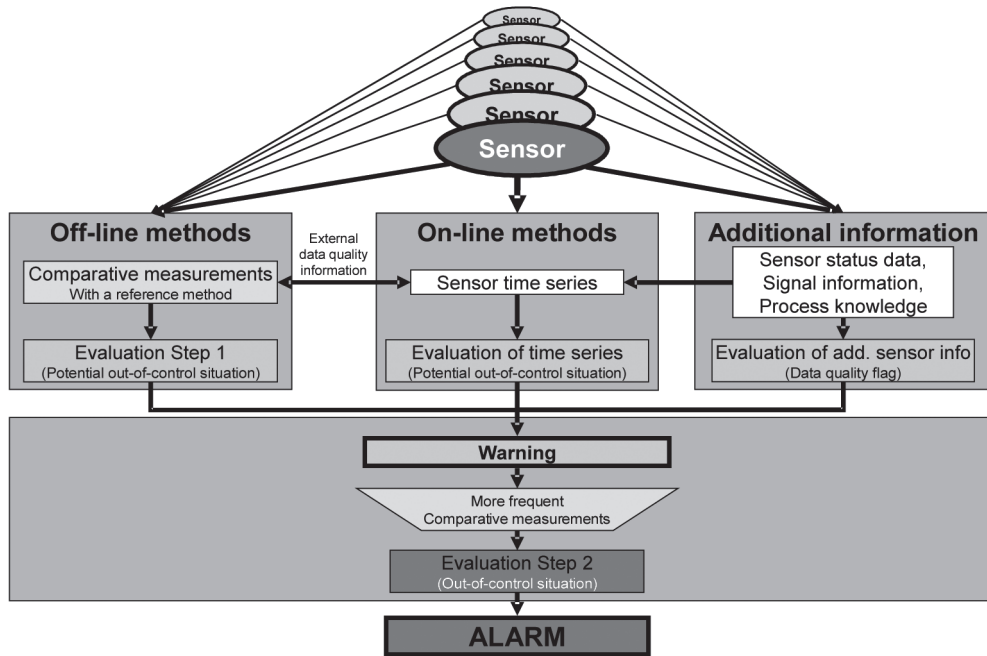 Sensor
Sensor
Sensor
Sensor
Sensor
Sensor
Off-line methods
Comparative measurements
With a reference method
Evaluation Step 1
(Potential out-of-control situation)
External
data quality
information
On-line methods
Sensor time series
Evaluation of time series
(Potential out-of-control situation)
Additional information
Sensor status data,
Signal information,
Process knowledge
Evaluation of add. sensor info
(Data quality flag)
Warning
More frequent
Comparative measurements
Evaluation Step 2
(Out-of-control situation)
ALARM